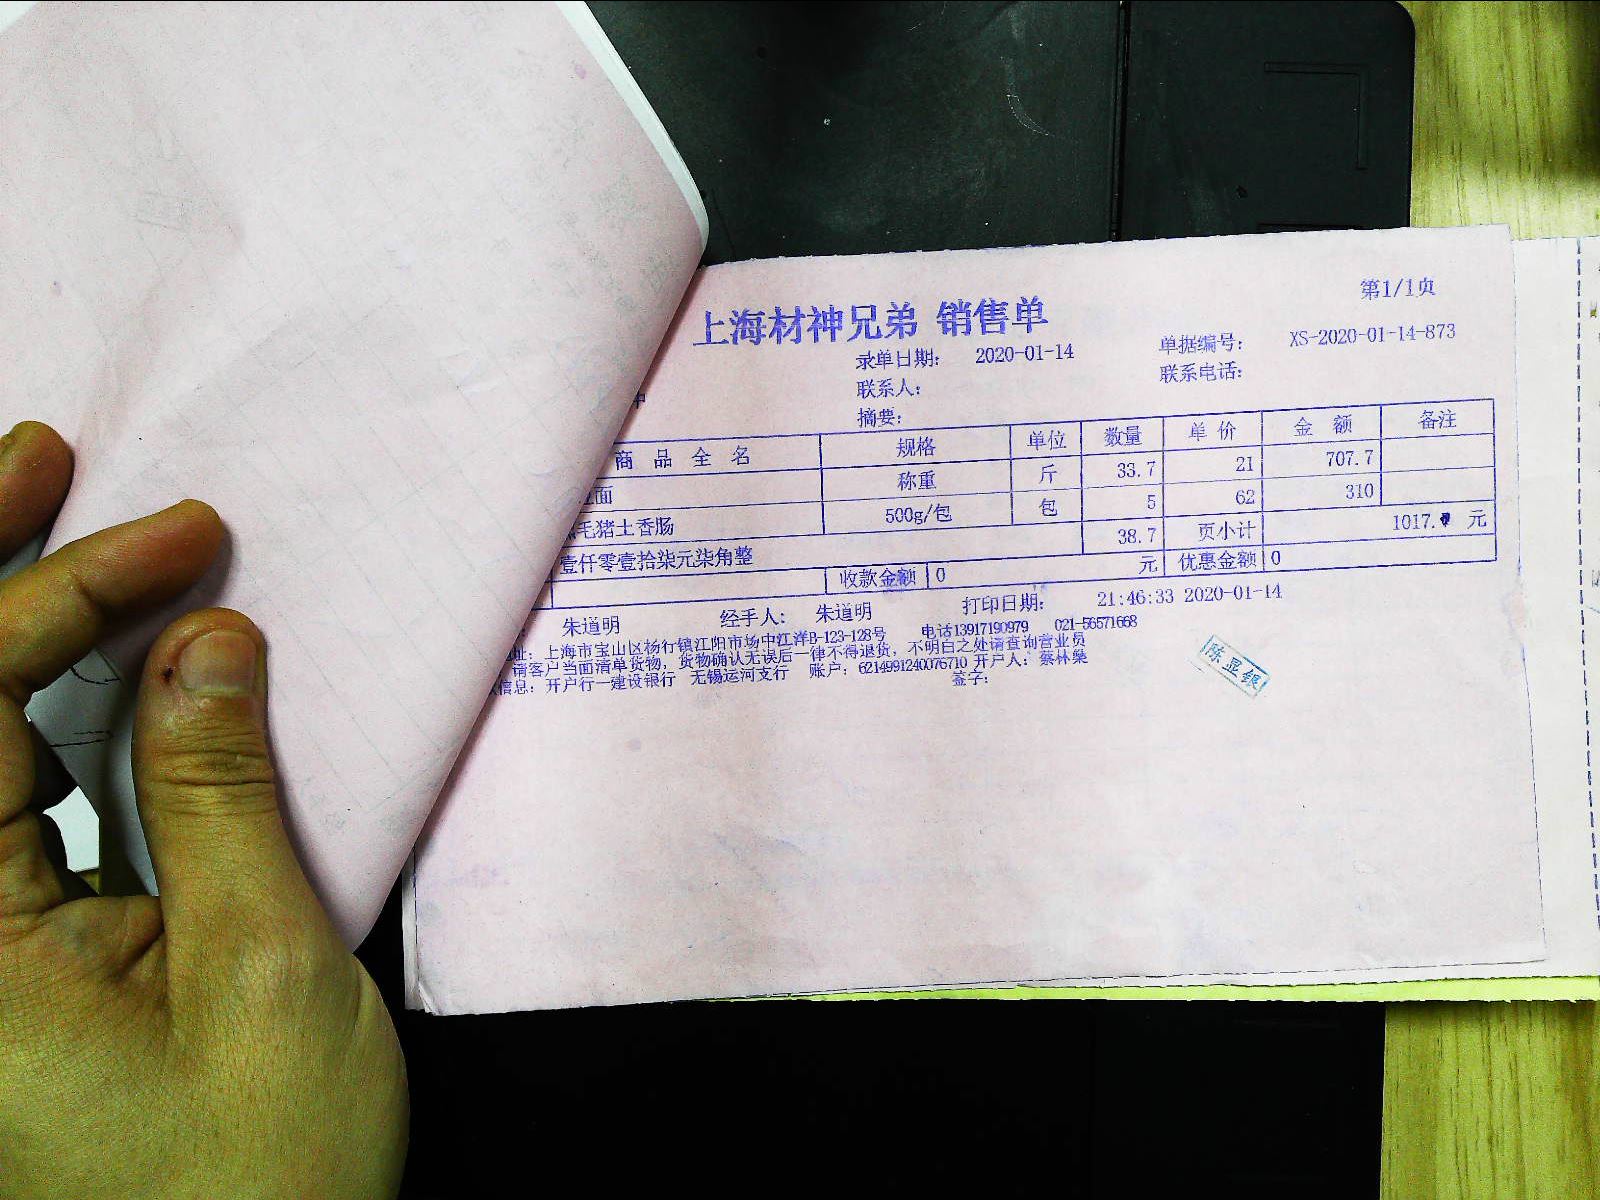 第1/1页
上海材神兄弟 销售单
录单日期： 2020-01-14 单据编号： XS-2020-01-14-873
联系人： 联系电话：
摘要：
商品全名 规格 单位 数量 单价 金额 备注
面 称重 斤 33.7 21 707.7
毛猪土香肠 500g/包 包 5 62 310
38.7 页小计 1017. 元
壹仟零壹拾柒元柒角整
收款金额 0 元 优惠金额 0
朱道明 经手人： 朱道明 打印日期： 21:46:33 2020-01-14
址：上海市宝山区杨行镇江阳市场中江洋B-123-128号 电话13917190979 021-56571668
请客户当面清单货物，货物确认无误后一律不得退货，不明白之处请查询营业员
信息：开户行一建设银行 无锡运河支行 账户：6214991240076710 开户人：蔡林燊
签字：
陈显银